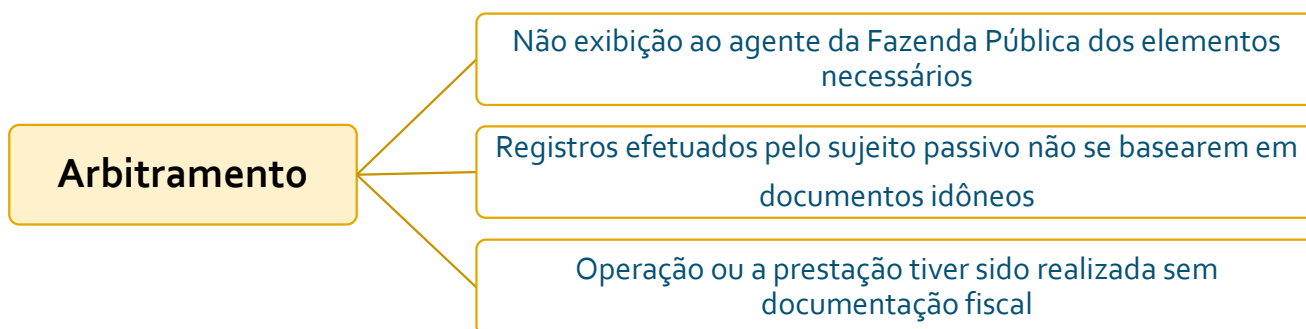 Arbitramento
Não exibição ao agente da Fazenda Pública dos elementos
necessários
Registros efetuados pelo sujeito passivo não se basearem em
documentos idôneos
Operação ou a prestação tiver sido realizada sem
documentação fiscal